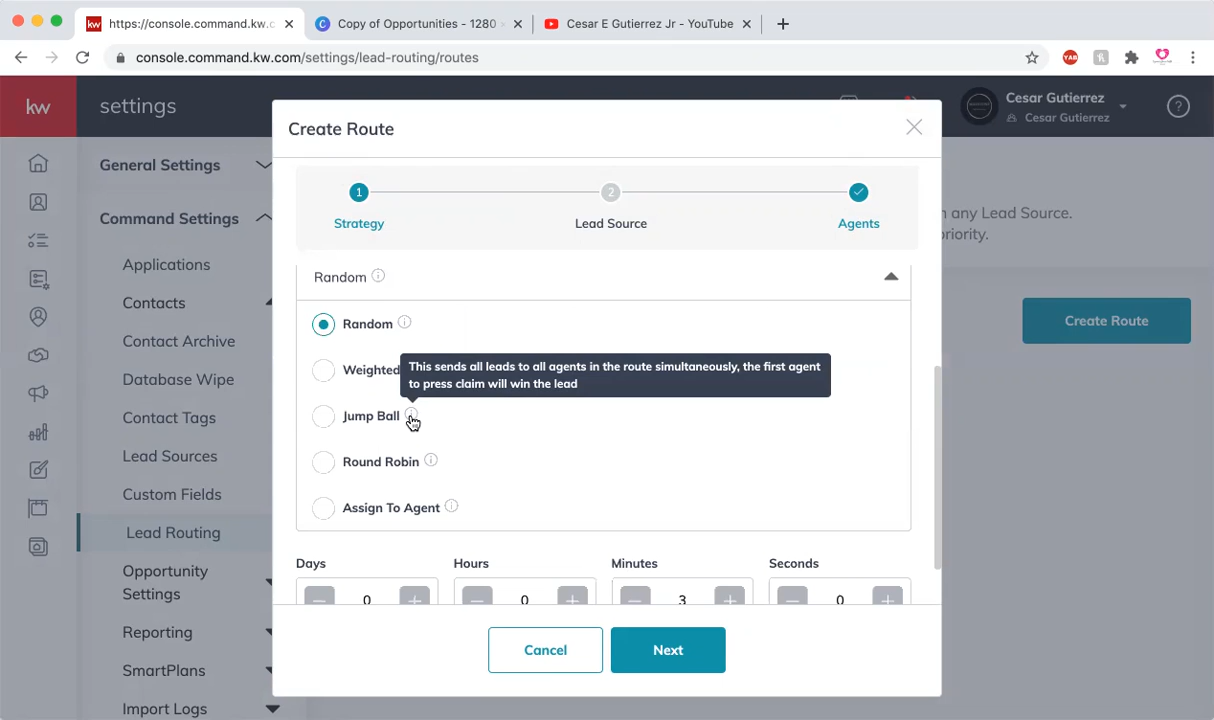 https://console.command.kw.c
Copy of Opportunities - 1280
Cesar E Gutierrez Jr - YouTube
console.command.kw.com/settings/lead-routing/routes
YAB
kw
settings
Cesar Gutierrez
Cesar Gutierrez
?
General Settings
Command Settings
Applications
Contacts
Contact Archive
Database Wipe
Contact Tags
Lead Sources
Custom Fields
Lead Routing
Opportunity
Settings
Reporting
SmartPlans
Import Logs
any Lead Source.
riority.
Create Route
Create Route
1
2
Strategy
Lead Source
Agents
Random
Random
Weighted
This sends all leads to all agents in the route simultaneously, the first agent
to press claim will win the lead
Jump Ball
Round Robin
Assign To Agent
Days
Hours
Minutes
Seconds
0
0
3
0
Cancel
Next